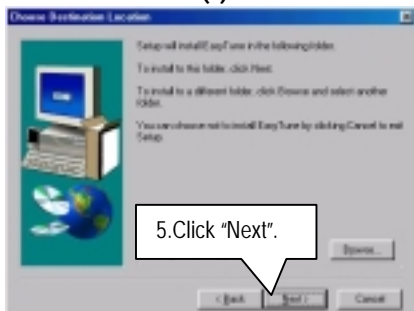 Choose Destination Location
Setup will install EasyTune in the following folder.
To install to this folder, click Next.
To install to a different folder, click Browse and select another
folder.
You can choose not to install EasyTune by clicking Cancel to exit
Setup.
5.Click “Next”.
Browse...
< Back
Next >
Cancel